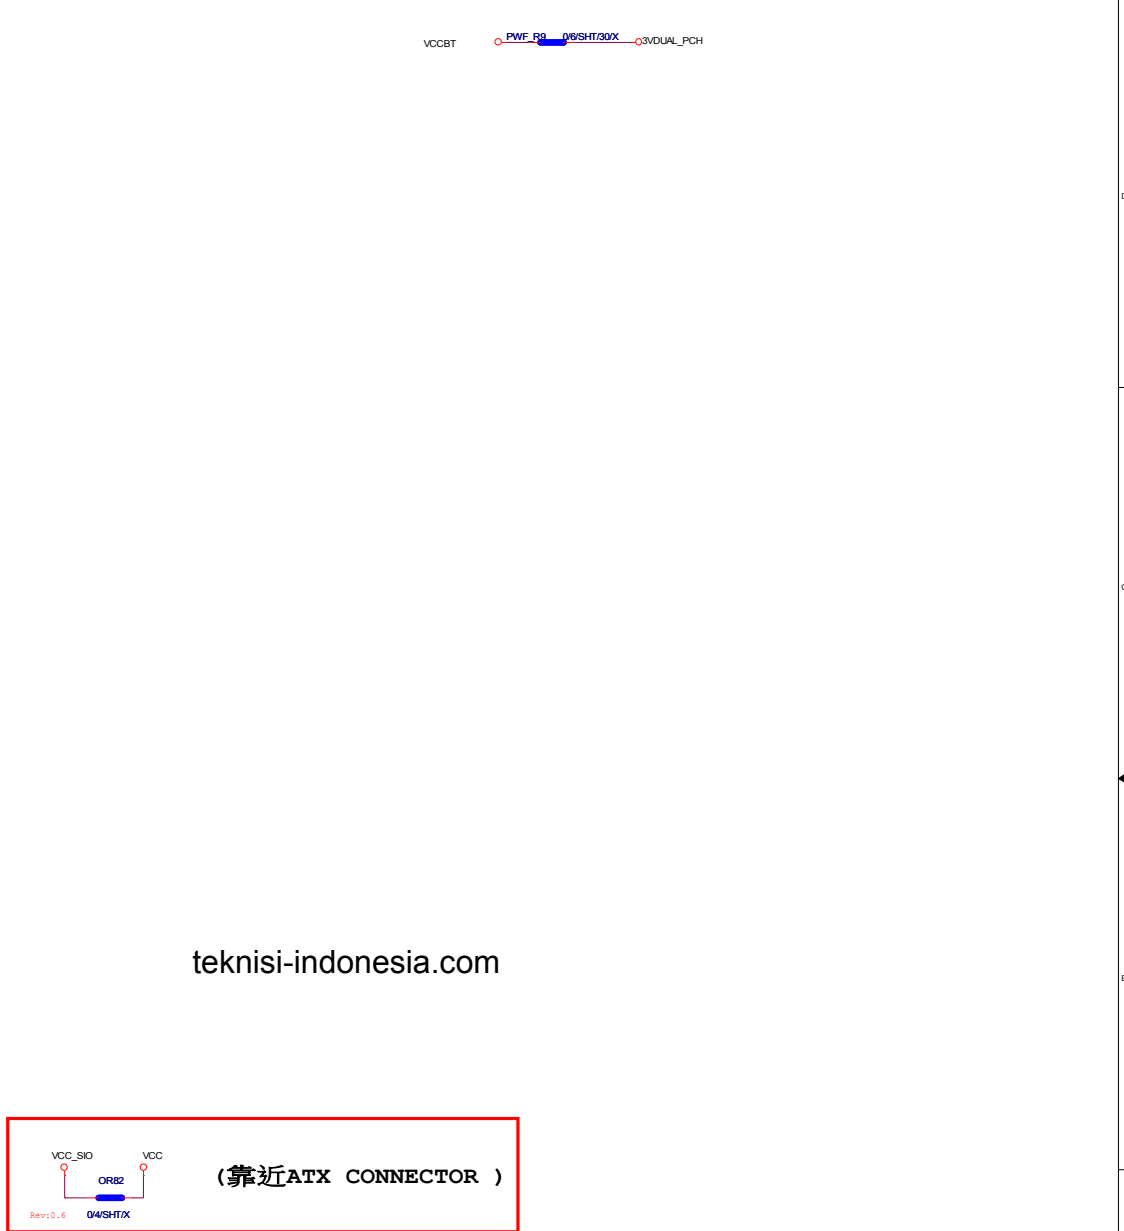 VCCBT PWF_R9 0/6/SHT/30/X 3VDUAL_PCH
teknisi-indonesia.com
VCC_SIO VCC
OR82
(靠近ATX CONNECTOR )
Rev:0.6 0/4/SHT/X